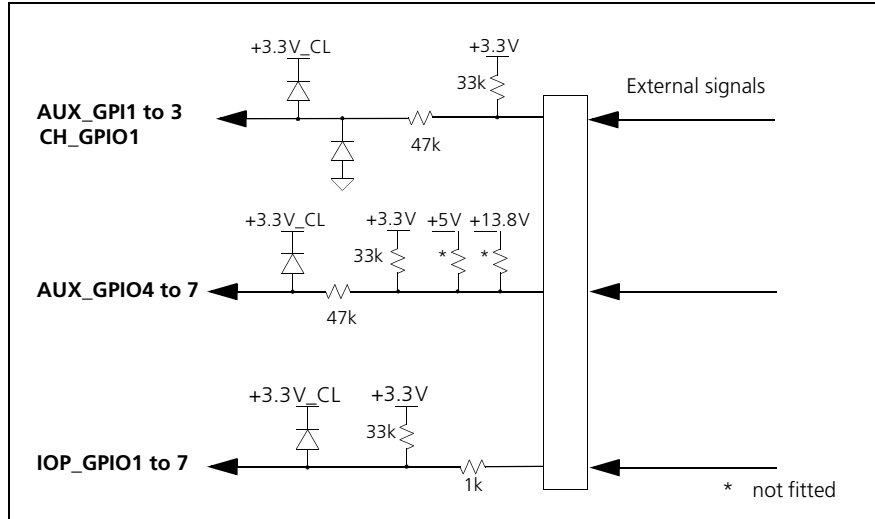 +3.3V_CL
+3.3V
33k
External signals
AUX_GPI1 to 3
CH_GPIO1
47k
+3.3V_CL
+3.3V
+5V
+13.8V
33k
*
*
AUX_GPIO4 to 7
47k
+3.3V_CL
+3.3V
33k
IOP_GPIO1 to 7
1k
* not fitted